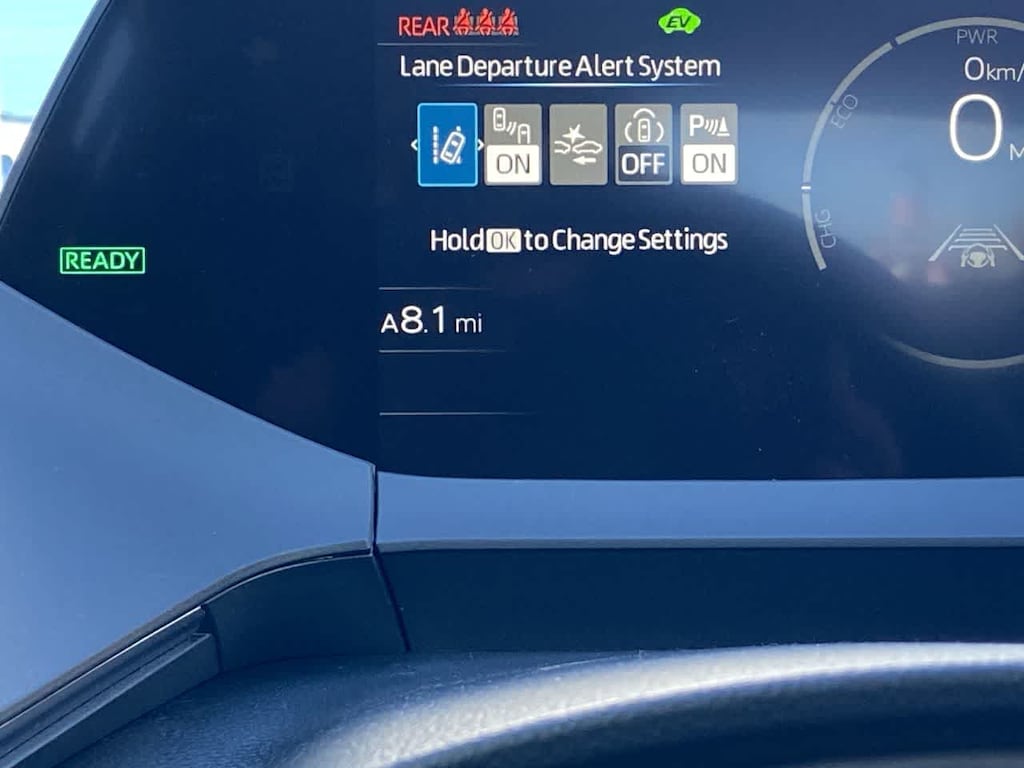 REAR
EV
Lane Departure Alert System
PWR
0km/
ECO
0
ON
OFF
P
ON
CHG
Hold OK to Change Settings
READY
A8.1 mi